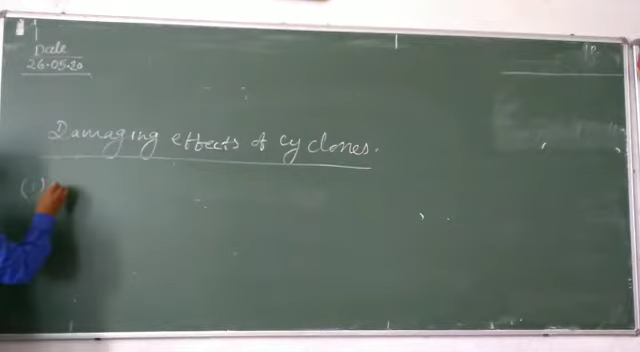 Date
26.05.20
Damaging effects of cyclones.
(1)